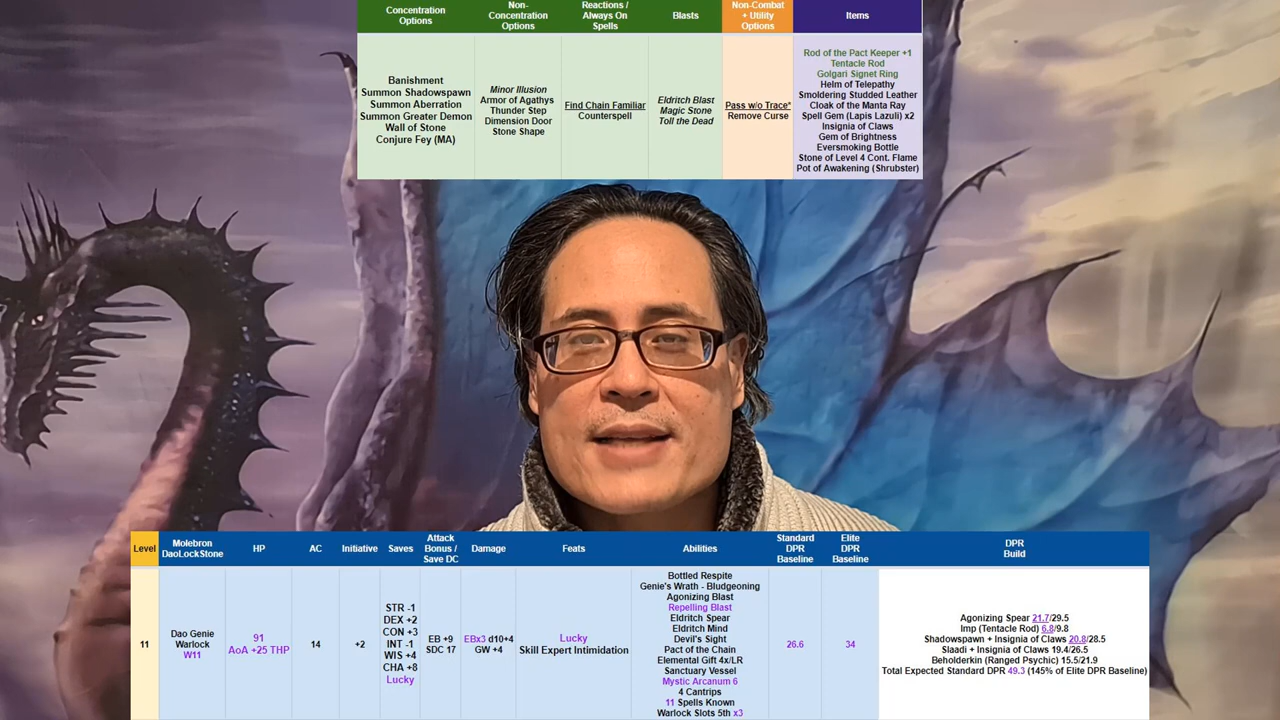 Concentration
Options
Non-
Concentration
Options
Reactions /
Always On
Spells
Blasts
Non-Combat
+ Utility
Options
Items
Banishment
Summon Shadowspawn
Summon Aberration
Summon Greater Demon
Wall of Stone
Conjure Fey (MA)
Minor Illusion
Armor of Agathys
Thunder Step
Dimension Door
Stone Shape
Find Chain Familiar
Counterspell
Eldritch Blast
Magic Stone
Toll the Dead
Pass w/o Trace*
Remove Curse
Rod of the Pact Keeper +1
Tentacle Rod
Golgari Signet Ring
Helm of Telepathy
Smoldering Studded Leather
Cloak of the Manta Ray
Spell Gem (Lapis Lazuli) x2
Insignia of Claws
Gem of Brightness
Eversmoking Bottle
Stone of Level 4 Cont. Flame
Pot of Awakening (Shrubster)
Level
Molebron
DaoLockStone
HP
AC
Initiative
Saves
Attack
Bonus /
Save DC
Damage
Feats
Abilities
Standard
DPR
Baseline
Elite
DPR
Baseline
DPR
Build
11
Dao Genie
Warlock
W11
91
AoA +25 THP
14
+2
STR -1
DEX +2
CON +3
INT -1
WIS +4
CHA +8
Lucky
EB +9
SDC 17
EBx3 d10+4
GW +4
Lucky
Skill Expert Intimidation
Bottled Respite
Genie's Wrath - Bludgeoning
Agonizing Blast
Repelling Blast
Eldritch Spear
Eldritch Mind
Devil's Sight
Pact of the Chain
Elemental Gift 4x/LR
Sanctuary Vessel
Mystic Arcanum 6
4 Cantrips
11 Spells Known
Warlock Slots 5th x3
26.6
34
Agonizing Spear 21.7/29.5
Imp (Tentacle Rod) 6.8/9.8
Shadowspawn + Insignia of Claws 20.8/28.5
Slaadi + Insignia of Claws 19.4/26.5
Beholderkin (Ranged Psychic) 15.5/21.9
Total Expected Standard DPR 49.3 (145% of Elite DPR Baseline)